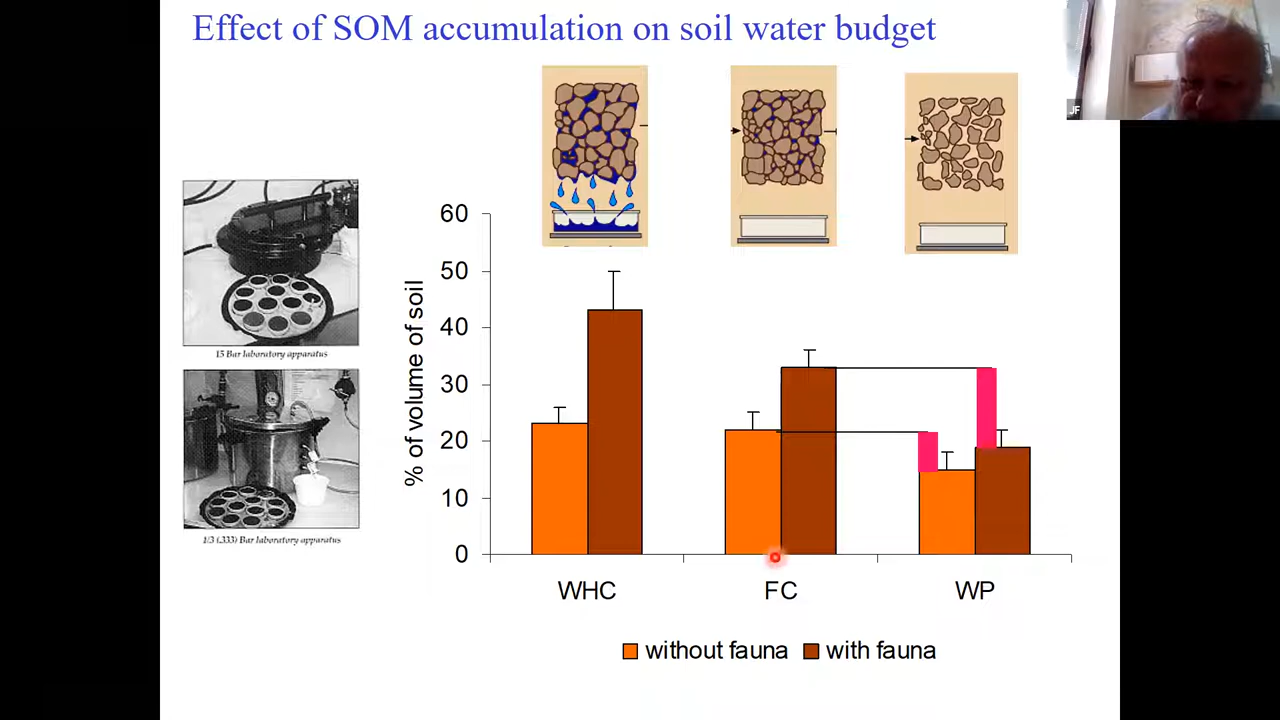 Effect of SOM accumulation on soil water budget
JF
15 Bar laboratory apparatus
1/3 (.333) Bar laboratory apparatus
% of volume of soil
60
50
40
30
20
10
0
WHC FC WP
without fauna with fauna